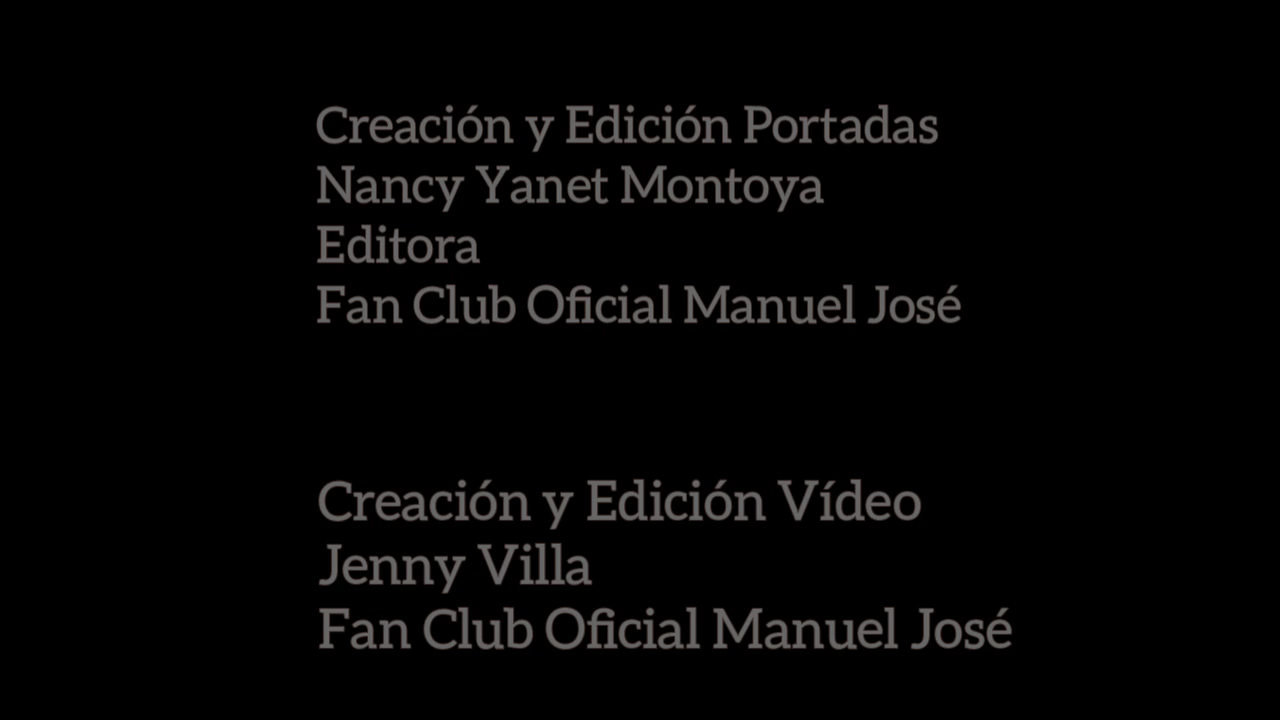 Creación y Edición Portadas
Nancy Yanet Montoya
Editora
Fan Club Oficial Manuel José
Creación y Edición Vídeo
Jenny Villa
Fan Club Oficial Manuel José